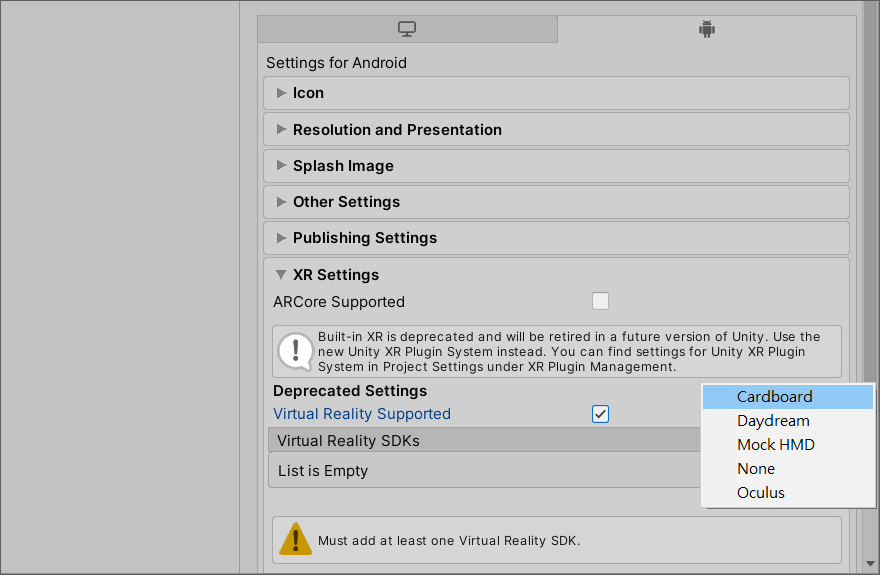 Settings for Android
Icon
Resolution and Presentation
Splash Image
Other Settings
Publishing Settings
XR Settings
ARCore Supported
Built-in XR is deprecated and will be retired in a future version of Unity. Use the
new Unity XR Plugin System instead. You can find settings for Unity XR Plugin
System in Project Settings under XR Plugin Management.
Deprecated Settings
Virtual Reality Supported
Virtual Reality SDKs
List is Empty
Cardboard
Daydream
Mock HMD
None
Oculus
Must add at least one Virtual Reality SDK.